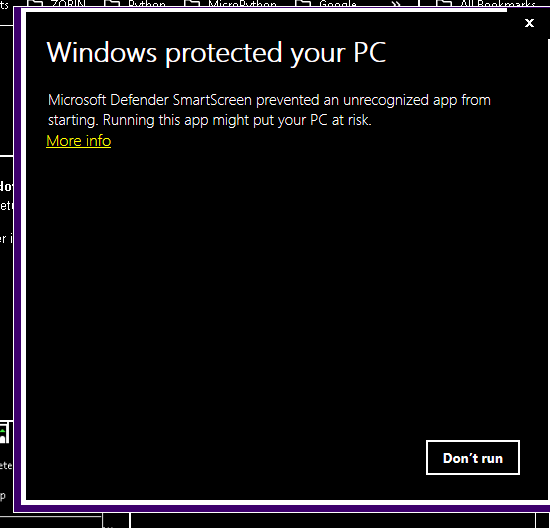 ts ZORIN Python MicroPython Google » All Bookmarks
x
Windows protected your PC
Microsoft Defender SmartScreen prevented an unrecognized app from
starting. Running this app might put your PC at risk.
More info
Don't run